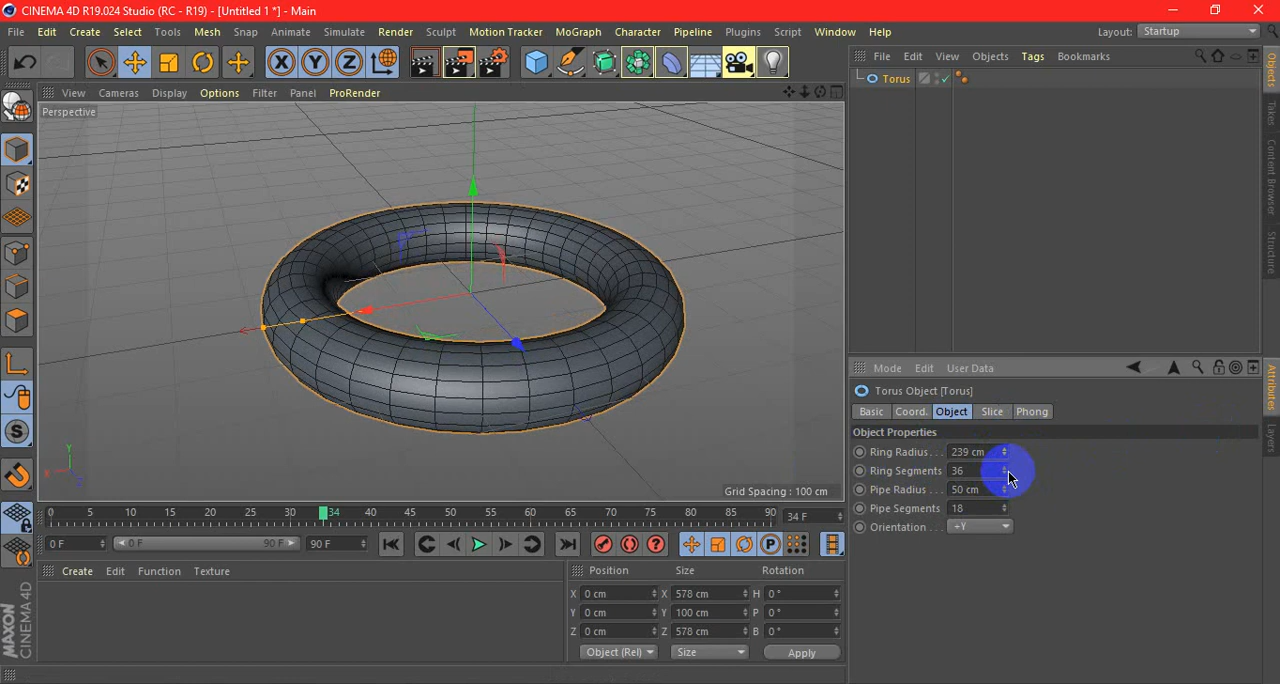 CINEMA 4D R19.024 Studio (RC - R19) - [Untitled 1 *] - Main
File Edit Create Select Tools Mesh Snap Animate Simulate Render Sculpt Motion Tracker MoGraph Character Pipeline Plugins Script Window Help Layout: Startup
File Edit View Objects Tags Bookmarks
Torus
View Cameras Display Options Filter Panel ProRender
Perspective
X Y Z
P
S
Y
X
Grid Spacing : 100 cm
Objects
Takes
Content Browser
Structure
Mode Edit User Data
Torus Object [Torus]
Basic Coord. Object Slice Phong
Object Properties
Ring Radius . . . 239 cm
Ring Segments 36
Pipe Radius . . . 50 cm
Pipe Segments 18
Orientation . . . +Y
Attributes
Layers
0 5 10 15 20 25 30 34 40 45 50 55 60 65 70 75 80 85 90 34 F
0 F 0 F 90 F 90 F
Create Edit Function Texture
Position Size Rotation
X 0 cm X 578 cm H 0 °
Y 0 cm Y 100 cm P 0 °
Z 0 cm Z 578 cm B 0 °
Object (Rel) Size Apply
MAXON
CINEMA 4D